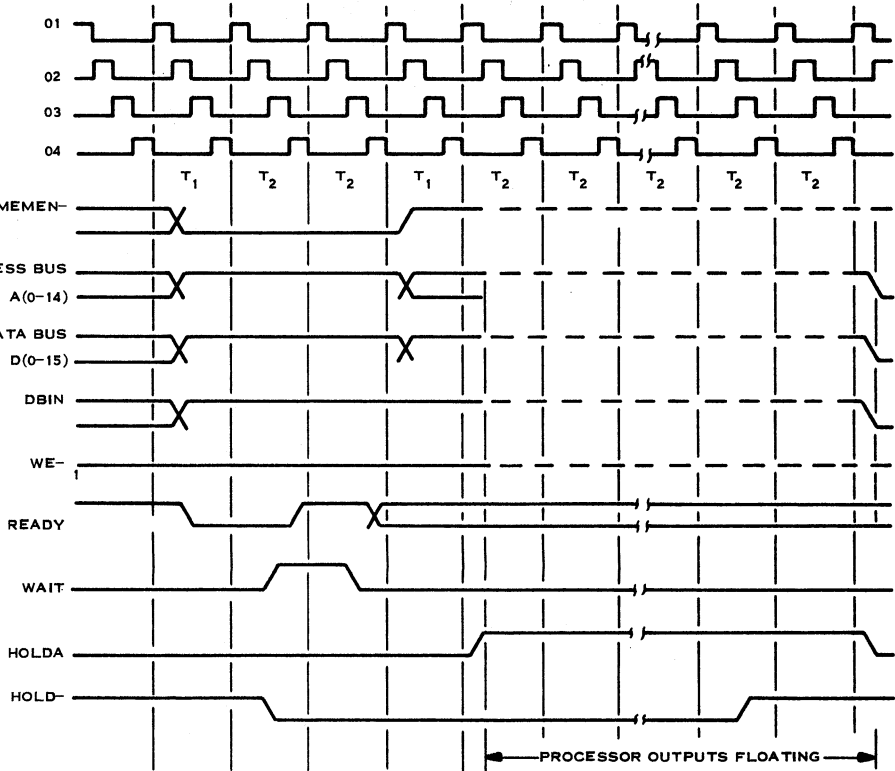 01
02
03
04
T1 T2 T2 T1 T2 T2 T2 T2 T2
MEMEN–
ESS BUS
A(0-14)
ATA BUS
D(0-15)
DBIN
WE–
1
READY
WAIT
HOLDA
HOLD–
PROCESSOR OUTPUTS FLOATING